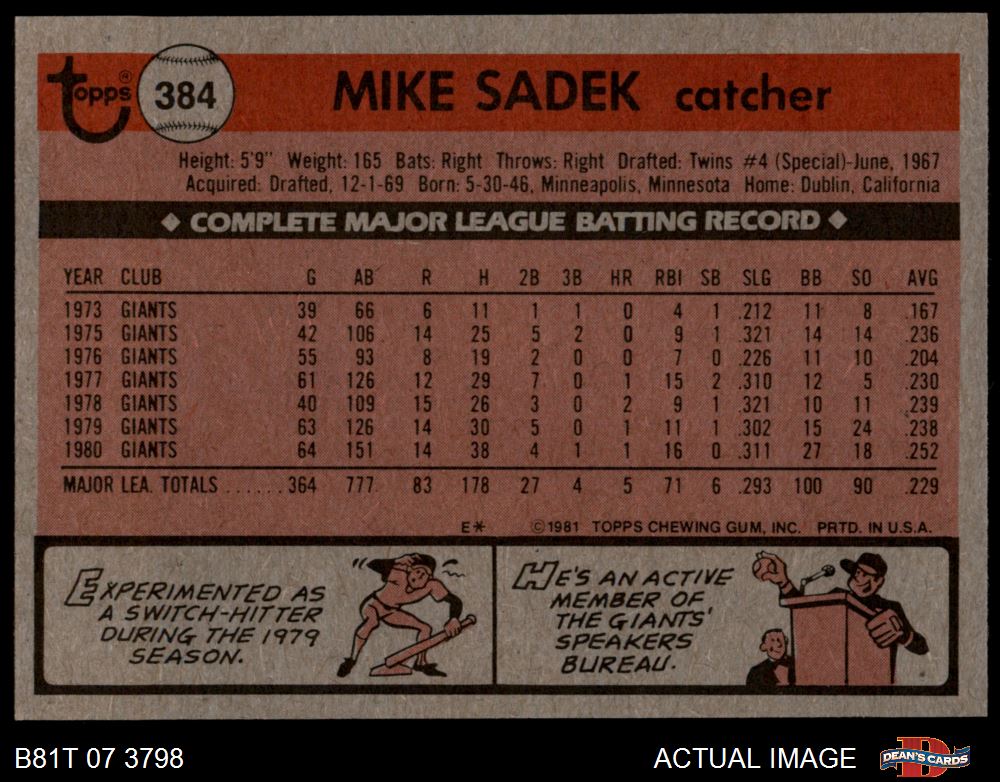 topps® 384 MIKE SADEK catcher
Height: 5'9" Weight: 165 Bats: Right Throws: Right Drafted: Twins #4 (Special)-June, 1967
Acquired: Drafted, 12-1-69 Born: 5-30-46, Minneapolis, Minnesota Home: Dublin, California
◆ COMPLETE MAJOR LEAGUE BATTING RECORD ◆
YEAR CLUB G AB R H 2B 3B HR RBI SB SLG BB SO AVG
1973 GIANTS 39 66 6 11 1 1 0 4 1 .212 11 8 .167
1975 GIANTS 42 106 14 25 5 2 0 9 1 .321 14 14 .236
1976 GIANTS 55 93 8 19 2 0 0 7 0 .226 11 10 .204
1977 GIANTS 61 126 12 29 7 0 1 15 2 .310 12 5 .230
1978 GIANTS 40 109 15 26 3 0 2 9 1 .321 10 11 .239
1979 GIANTS 63 126 14 30 5 0 1 11 1 .302 15 24 .238
1980 GIANTS 64 151 14 38 4 1 1 16 0 .311 27 18 .252
MAJOR LEA. TOTALS ...... 364 777 83 178 27 4 5 71 6 .293 100 90 .229
E* ©1981 TOPPS CHEWING GUM, INC. PRTD. IN U.S.A.
EXPERIMENTED AS
A SWITCH-HITTER
DURING THE 1979
SEASON.
HE'S AN ACTIVE
MEMBER OF
THE GIANTS'
SPEAKERS
BUREAU.
B81T 07 3798 ACTUAL IMAGE D DEAN'S CARDS